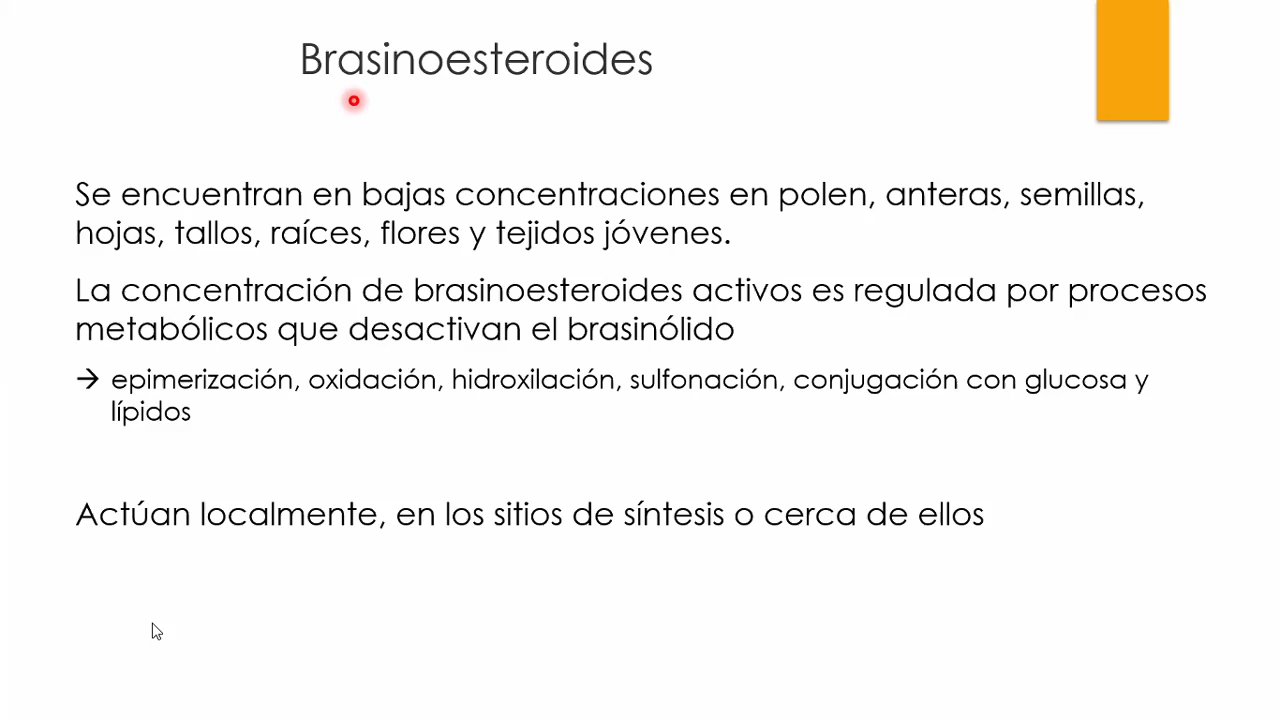 Brasinoesteroides
Se encuentran en bajas concentraciones en polen, anteras, semillas,
hojas, tallos, raíces, flores y tejidos jóvenes.
La concentración de brasinoesteroides activos es regulada por procesos
metabólicos que desactivan el brasinólido
→ epimerización, oxidación, hidroxilación, sulfonación, conjugación con glucosa y
lípidos
Actúan localmente, en los sitios de síntesis o cerca de ellos